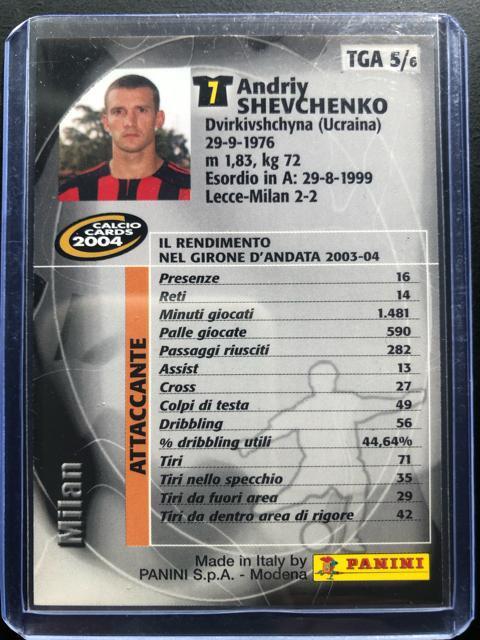 TGA 5/6
7 Andriy
SHEVCHENKO
Dvirkivshchyna (Ucraina)
29-9-1976
m 1,83, kg 72
Esordio in A: 29-8-1999
Lecce-Milan 2-2
CALCIO
CARDS
2004
IL RENDIMENTO
NEL GIRONE D'ANDATA 2003-04
Presenze 16
Reti 14
Minuti giocati 1.481
Palle giocate 590
Passaggi riusciti 282
Assist 13
Cross 27
Colpi di testa 49
Dribbling 56
% dribbling utili 44,64%
Tiri 71
Tiri nello specchio 35
Tiri da fuori area 29
Tiri da dentro area di rigore 42
ATTACCANTE
Milan
Made in Italy by
PANINI S.p.A. - Modena
PANINI